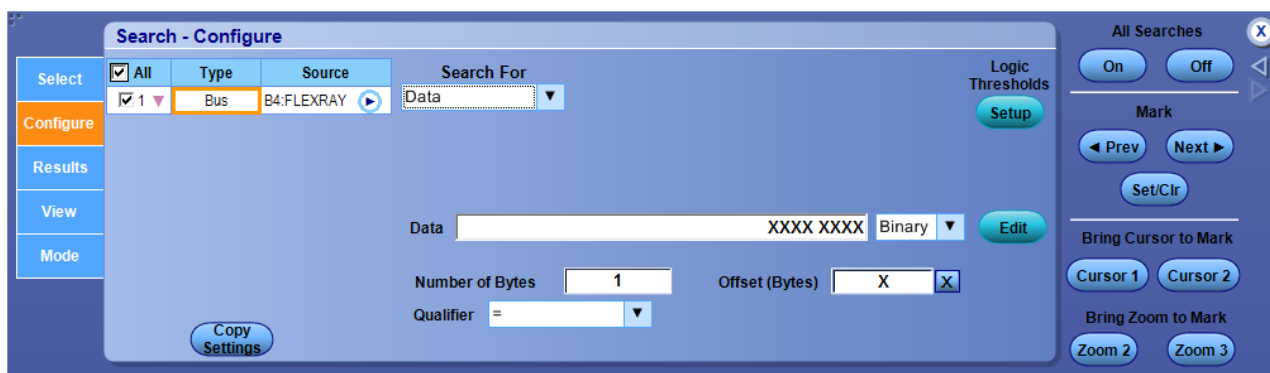 Search - Configure
Select
Configure
Results
View
Mode
All Type Source
1 Bus B4:FLEXRAY
Search For
Data
Logic
Thresholds
Setup
Data XXXX XXXX Binary Edit
Number of Bytes 1 Offset (Bytes) X X
Qualifier =
Copy
Settings
All Searches
X
On Off
Mark
Prev Next
Set/Clr
Bring Cursor to Mark
Cursor 1 Cursor 2
Bring Zoom to Mark
Zoom 2 Zoom 3